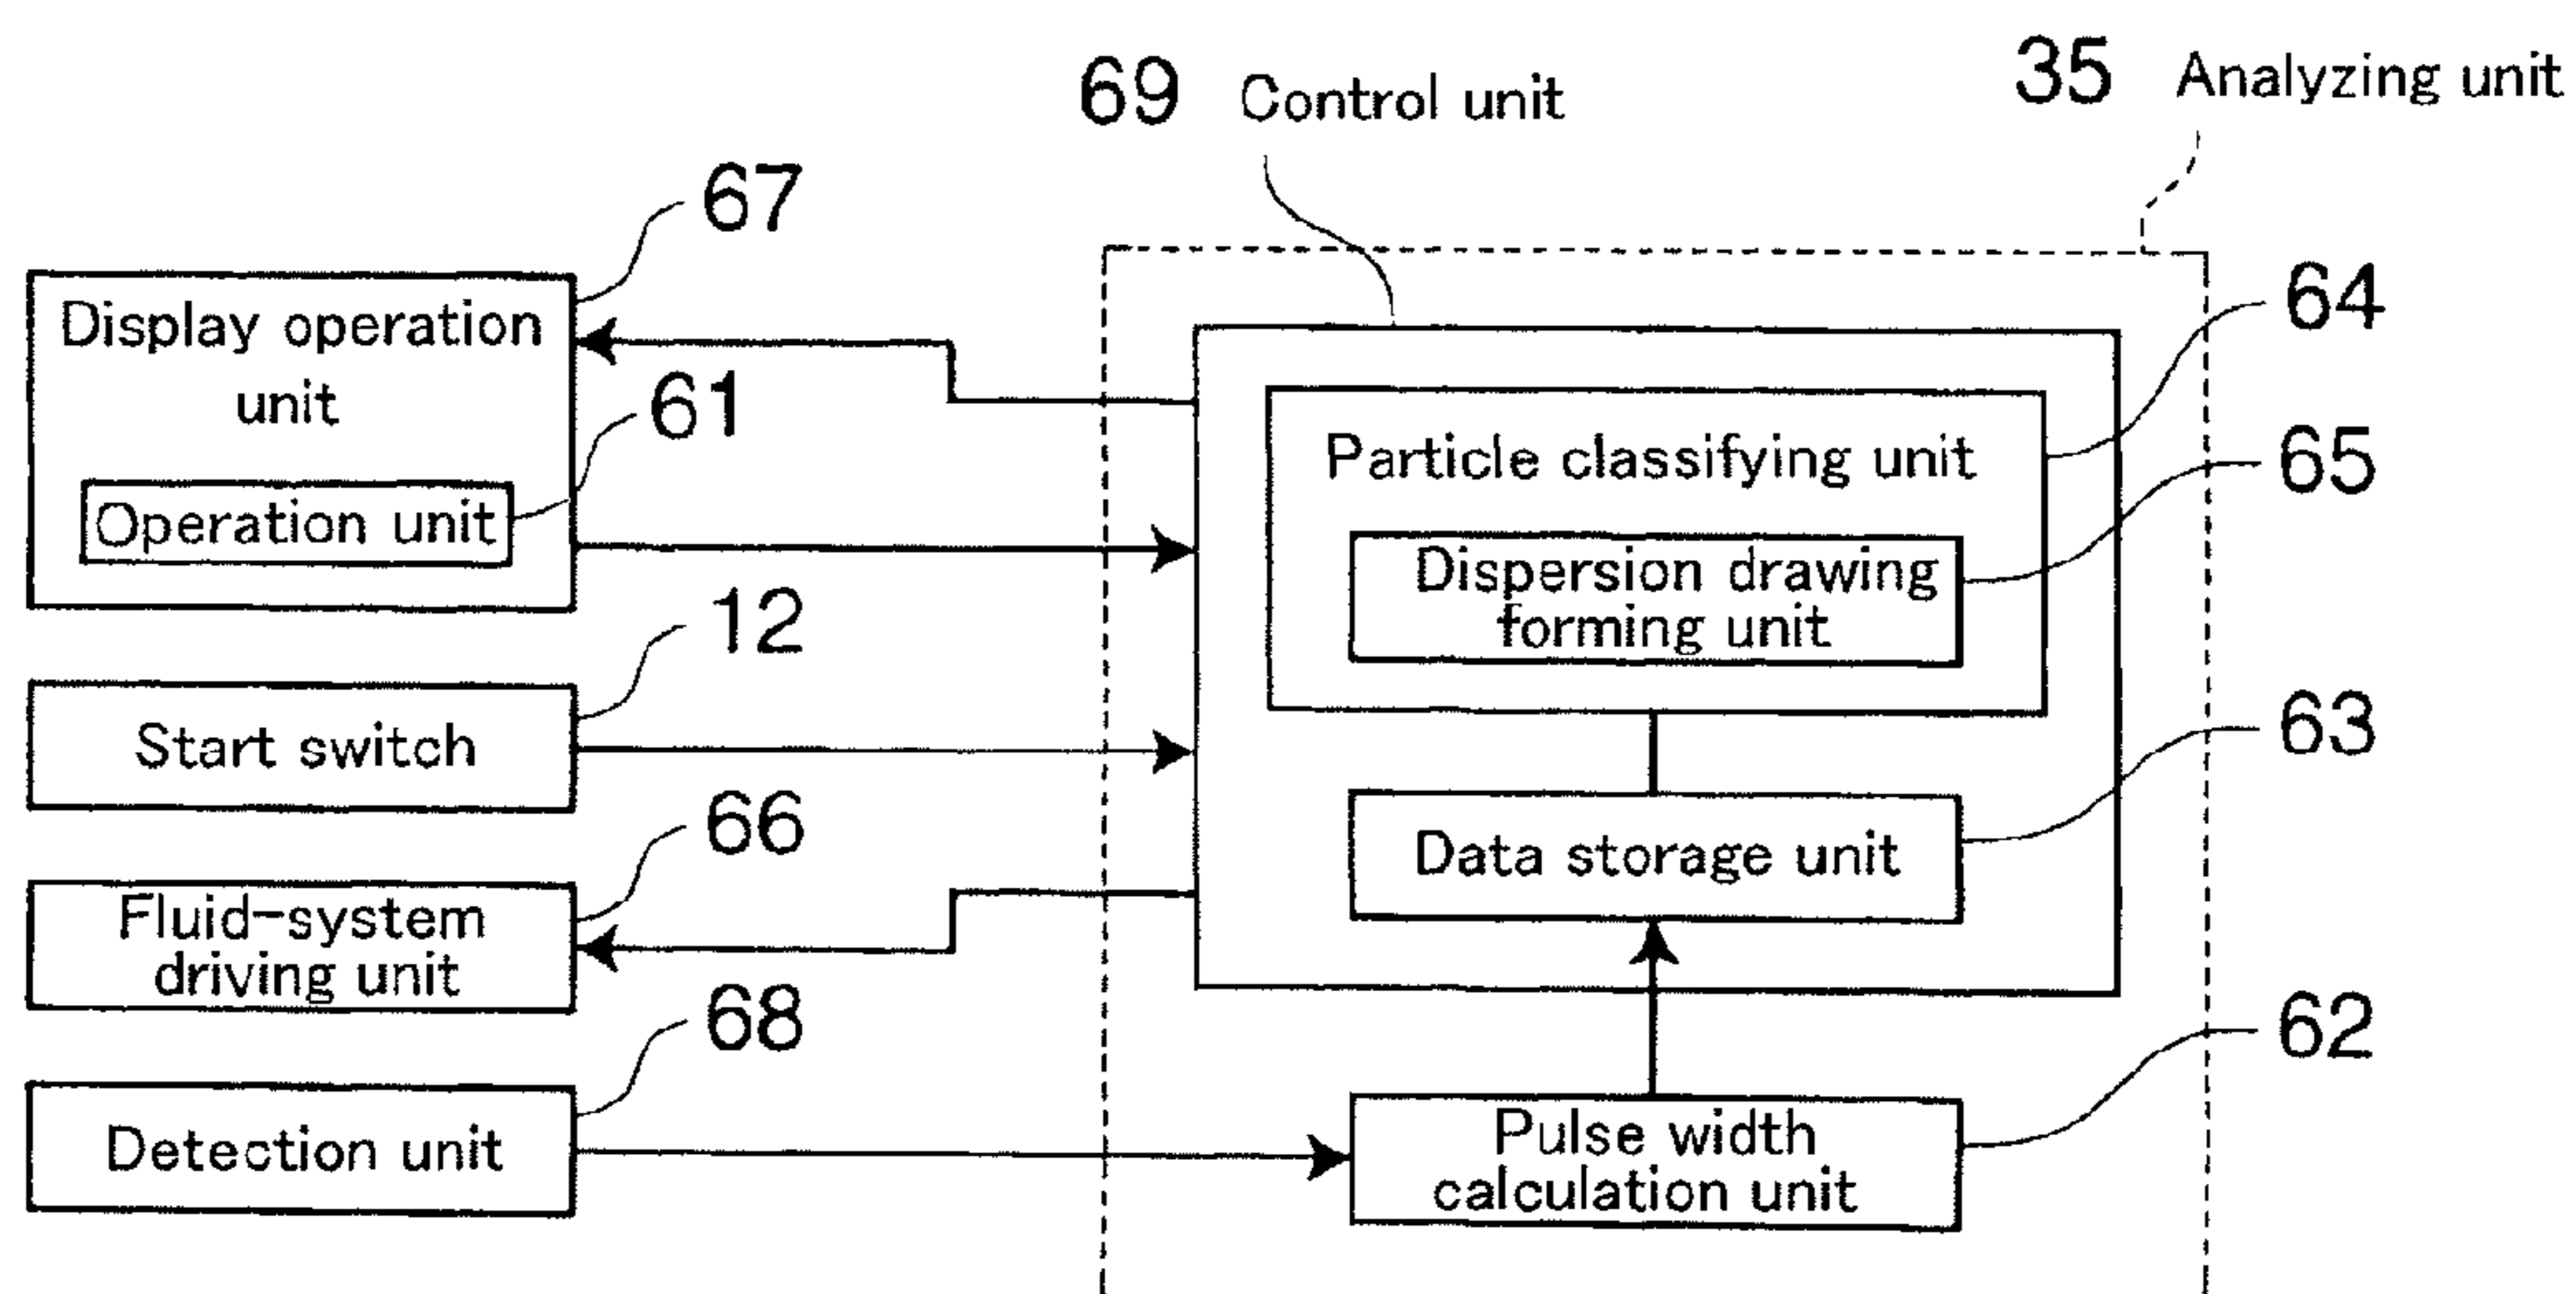 35 Analyzing unit
69 Control unit
67
Display operation
unit
61
Operation unit
64
Particle classifying unit
65
Dispersion drawing
forming unit
12
Start switch
63
Data storage unit
66
Fluid-system
driving unit
68
Detection unit
62
Pulse width
calculation unit